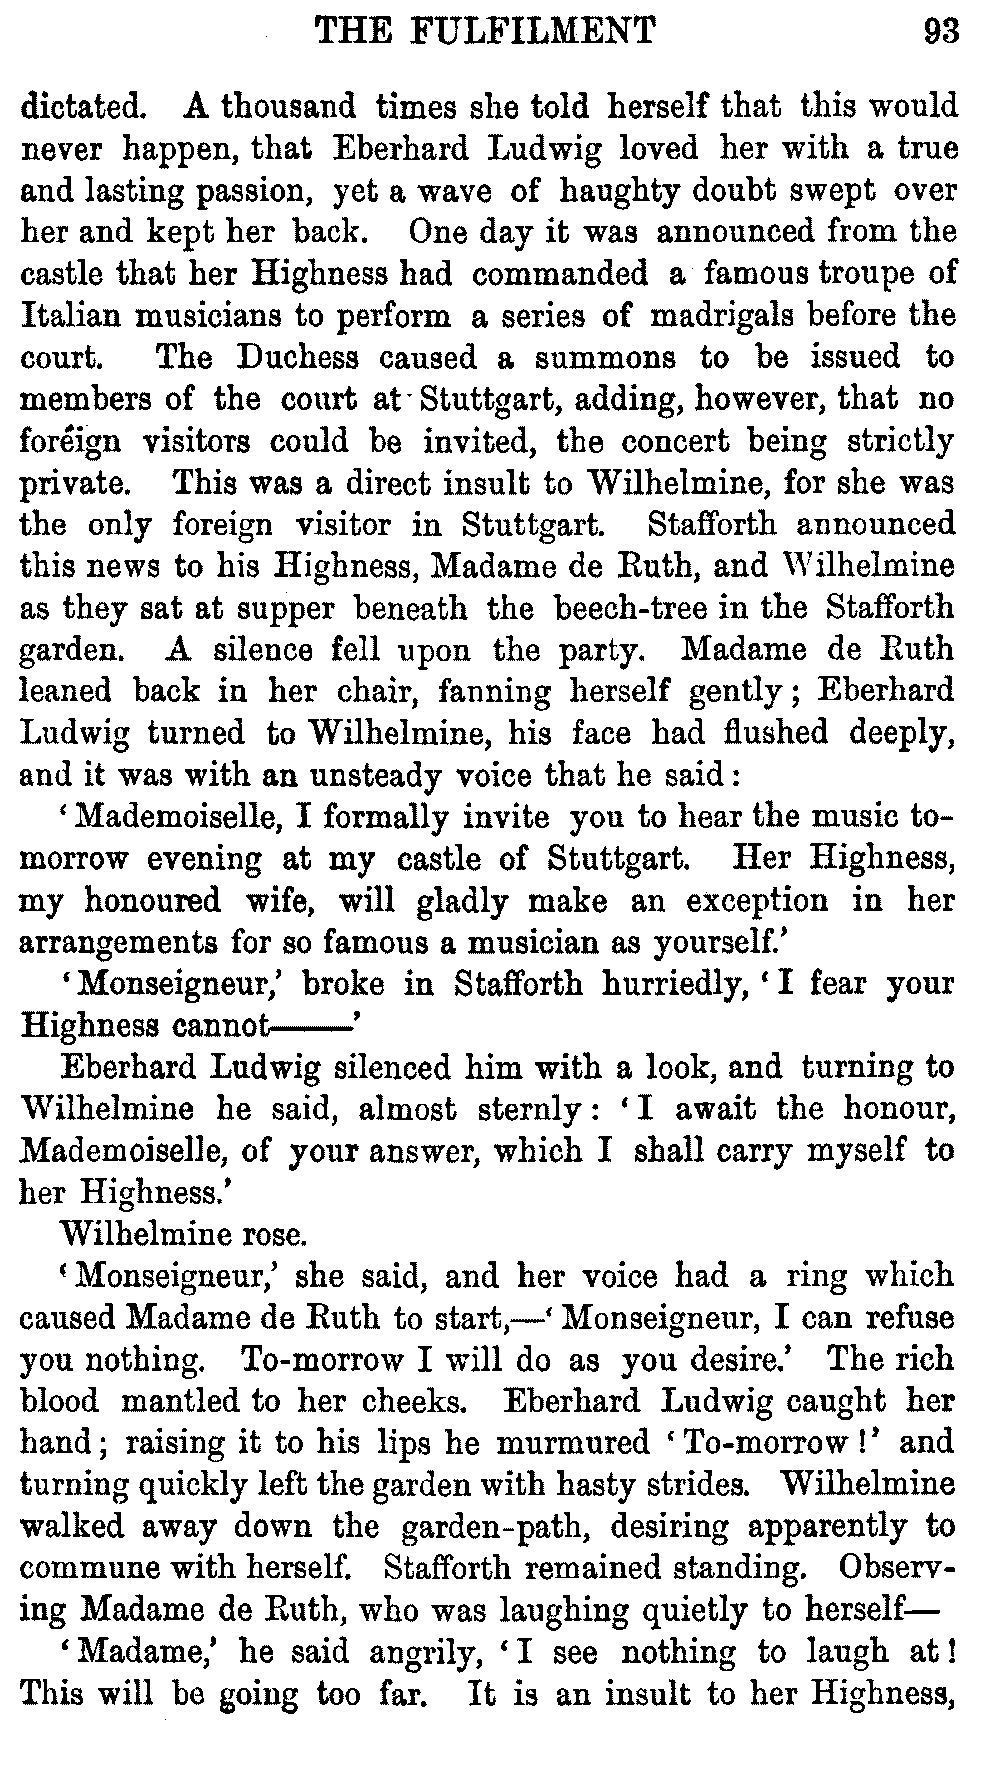 THE FULFILMENT 93
dictated. A thousand times she told herself that this would
never happen, that Eberhard Ludwig loved her with a true
and lasting passion, yet a wave of haughty doubt swept over
her and kept her back. One day it was announced from the
castle that her Highness had commanded a famous troupe of
Italian musicians to perform a series of madrigals before the
court. The Duchess caused a summons to be issued to
members of the court at Stuttgart, adding, however, that no
foreign visitors could be invited, the concert being strictly
private. This was a direct insult to Wilhelmine, for she was
the only foreign visitor in Stuttgart. Stafforth announced
this news to his Highness, Madame de Ruth, and Wilhelmine
as they sat at supper beneath the beech-tree in the Stafforth
garden. A silence fell upon the party. Madame de Ruth
leaned back in her chair, fanning herself gently; Eberhard
Ludwig turned to Wilhelmine, his face had flushed deeply,
and it was with an unsteady voice that he said:
‘Mademoiselle, I formally invite you to hear the music to-
morrow evening at my castle of Stuttgart. Her Highness,
my honoured wife, will gladly make an exception in her
arrangements for so famous a musician as yourself.’
‘Monseigneur,’ broke in Stafforth hurriedly, ‘I fear your
Highness cannot——’
Eberhard Ludwig silenced him with a look, and turning to
Wilhelmine he said, almost sternly: ‘I await the honour,
Mademoiselle, of your answer, which I shall carry myself to
her Highness.’
Wilhelmine rose.
‘Monseigneur,’ she said, and her voice had a ring which
caused Madame de Ruth to start,—‘Monseigneur, I can refuse
you nothing. To-morrow I will do as you desire.’ The rich
blood mantled to her cheeks. Eberhard Ludwig caught her
hand; raising it to his lips he murmured ‘To-morrow!’ and
turning quickly left the garden with hasty strides. Wilhelmine
walked away down the garden-path, desiring apparently to
commune with herself. Stafforth remained standing. Observ-
ing Madame de Ruth, who was laughing quietly to herself—
‘Madame,’ he said angrily, ‘I see nothing to laugh at!
This will be going too far. It is an insult to her Highness,